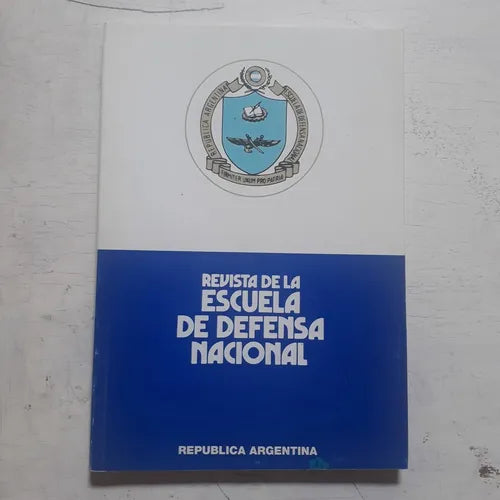 REPUBLICA ARGENTINA
ESCUELA DE DEFENSA NACIONAL
REVISTA DE LA
ESCUELA
DE DEFENSA
NACIONAL
REPUBLICA ARGENTINA